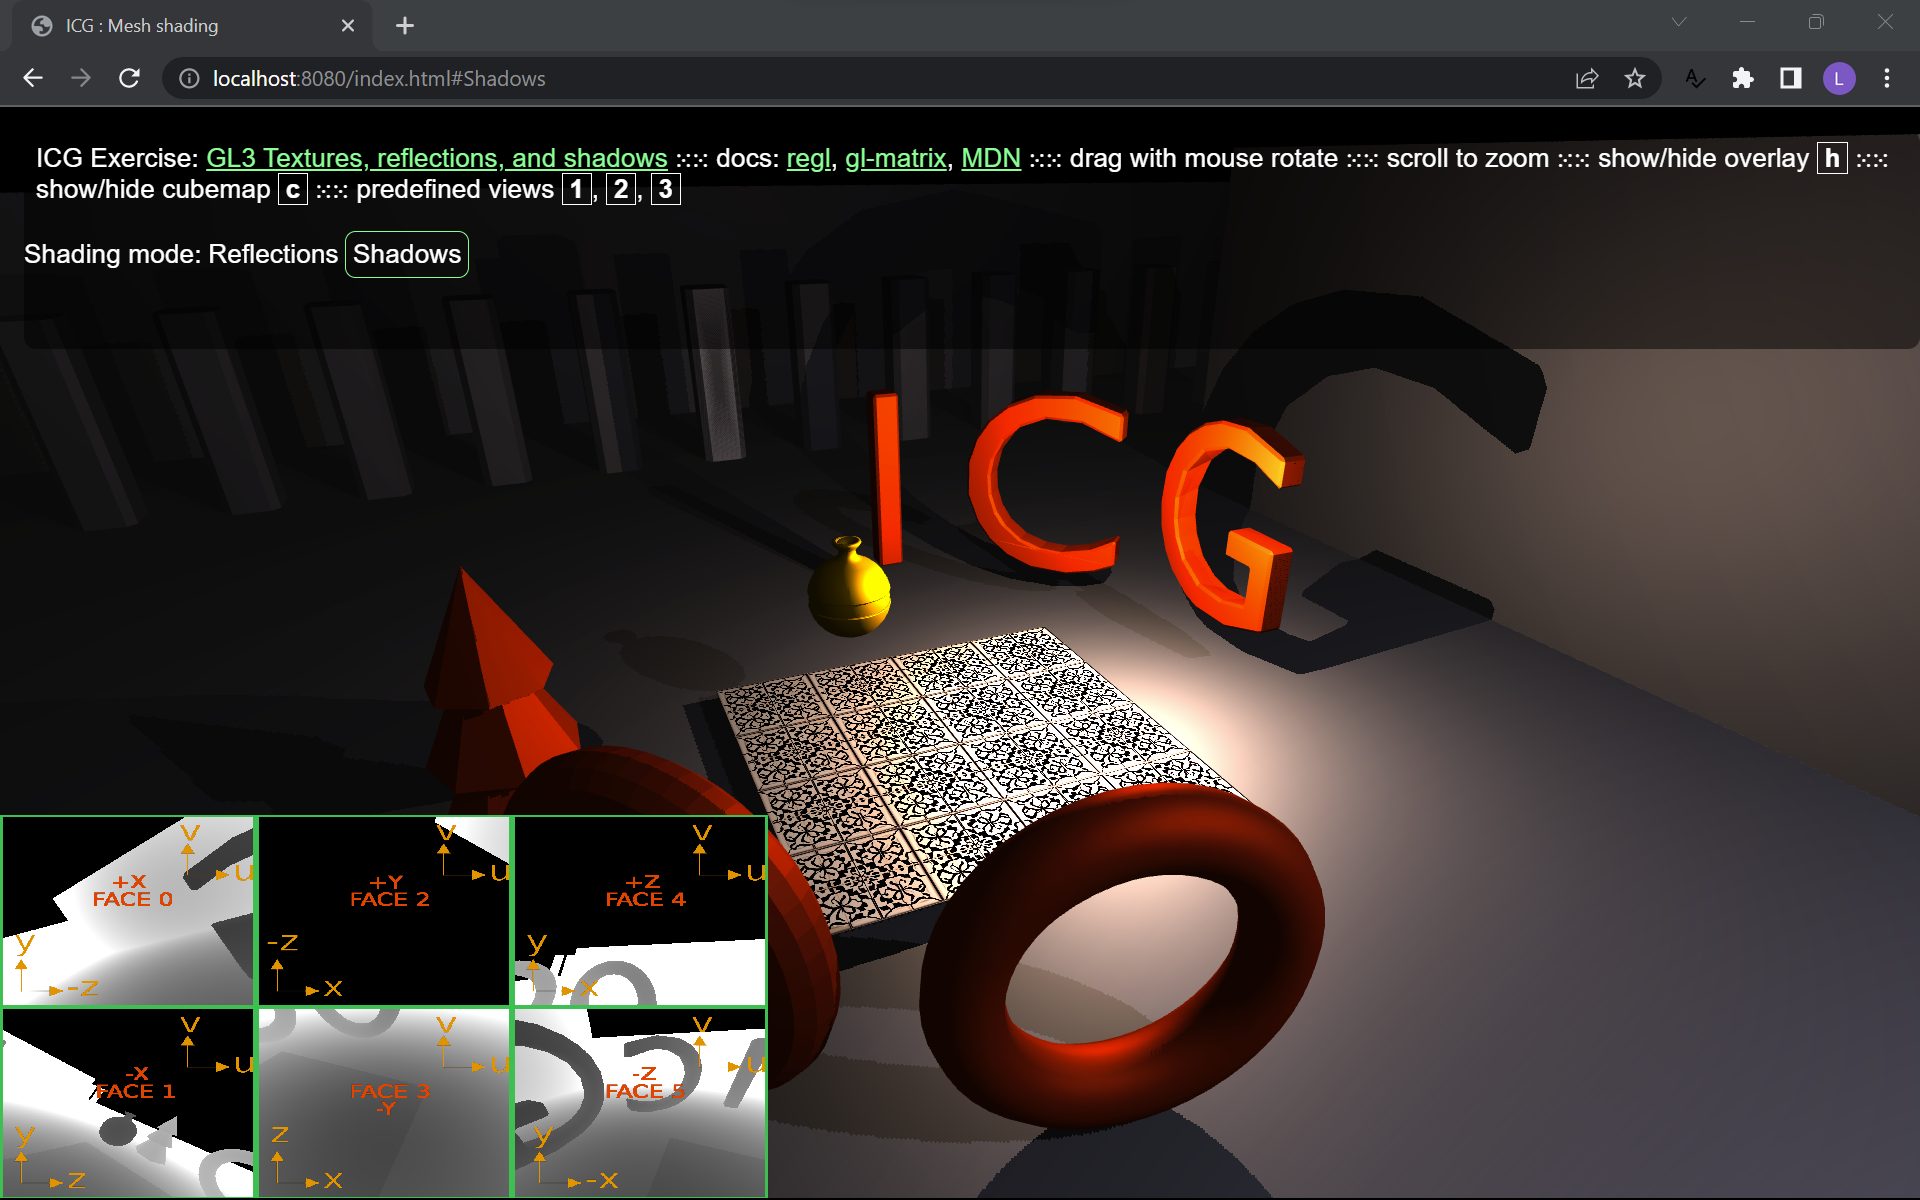 ICG : Mesh shading
localhost:8080/index.html#Shadows
L
ICG Exercise: GL3 Textures, reflections, and shadows :::: docs: regl, gl-matrix, MDN :::: drag with mouse rotate :::: scroll to zoom :::: show/hide overlay h ::::
show/hide cubemap c :::: predefined views 1, 2, 3
Shading mode: Reflections Shadows
I C G
v
u
+X
FACE 0
y
-Z
v
u
+Y
FACE 2
-Z
X
v
u
+Z
FACE 4
y
X
v
u
-X
FACE 1
y
Z
v
u
FACE 3
-Y
Z
X
v
u
-Z
FACE 5
y
-X